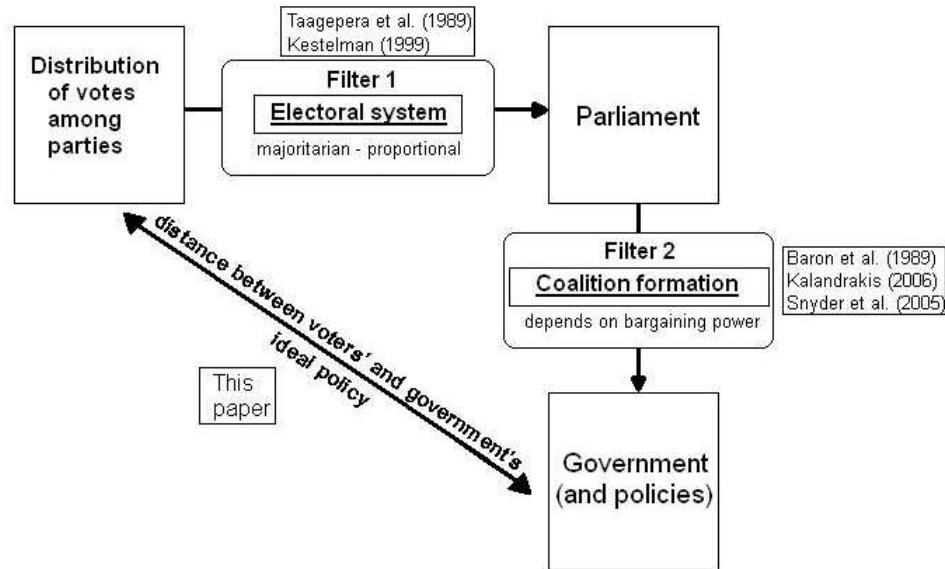 Taagepera et al. (1989)
Kestelman (1999)
Distribution
of votes
among
parties
Filter 1
Electoral system
majoritarian - proportional
Parliament
Filter 2
Coalition formation
depends on bargaining power
Baron et al. (1989)
Kalandrakis (2006)
Snyder et al. (2005)
distance between voters' and government's
ideal policy
This
paper
Government
(and policies)